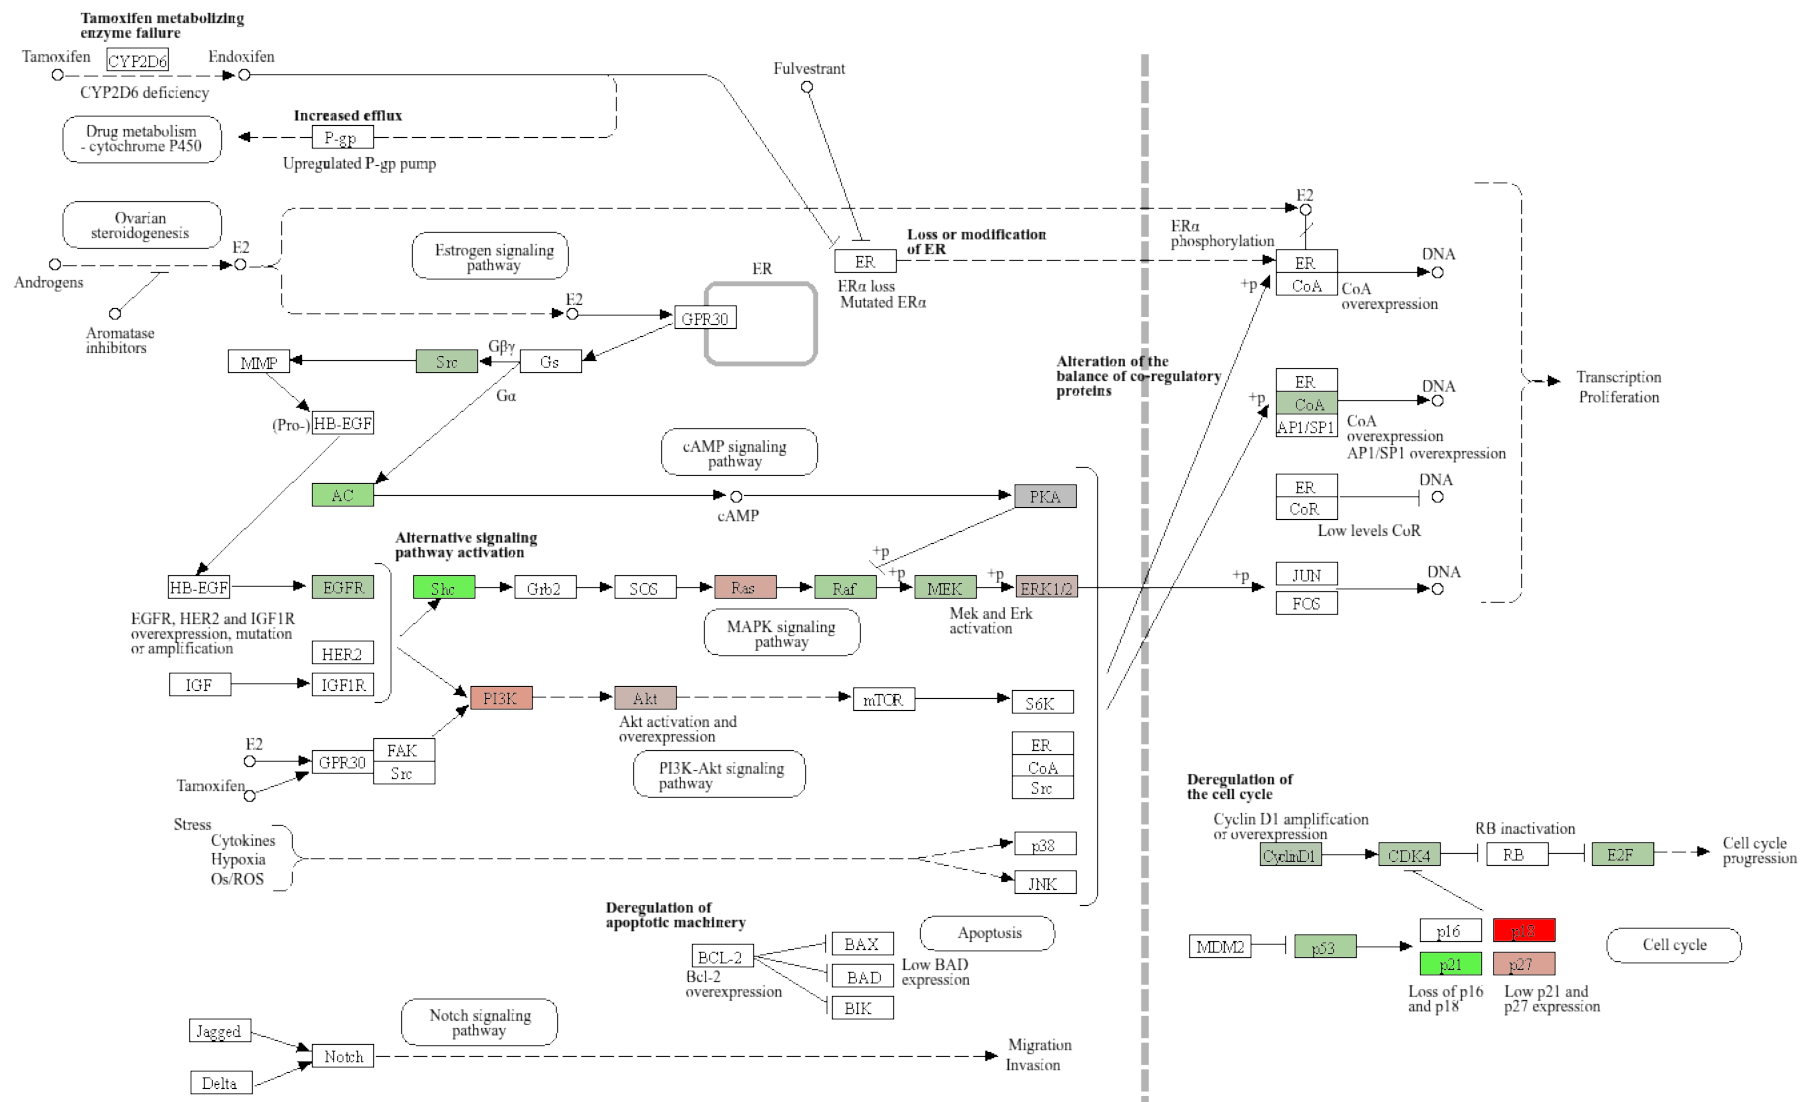 Tamoxifen metabolizing
enzyme failure
Tamoxifen
CYP2D6
Endoxifen
CYP2D6 deficiency
Drug metabolism
- cytochrome P450
Increased efflux
P-gp
Upregulated P-gp pump
Fulvestrant
Ovarian
steroidogenesis
E2
Androgens
Aromatase
inhibitors
Estrogen signaling
pathway
E2
GPR30
ER
ER
Loss or modification
of ER
ERα loss
Mutated ERα
E2
ERα
phosphorylation
ER
CoA
+p
DNA
CoA
overexpression
MMP
Src
Gβγ
Gs
Gα
(Pro-)
HB-EGF
Alteration of the
balance of co-regulatory
proteins
+p
ER
CoA
AP1/SP1
DNA
CoA
overexpression
AP1/SP1 overexpression
Transcription
Proliferation
cAMP signaling
pathway
AC
cAMP
PKA
ER
CoR
DNA
Low levels CoR
Alternative signaling
pathway activation
+p
HB-EGF
EGFR
Shc
Grb2
SOS
Ras
Raf
+p
MEK
+p
ERK1/2
+p
JUN
FOS
DNA
EGFR, HER2 and IGF1R
overexpression, mutation
or amplification
HER2
IGF
IGF1R
MAPK signaling
pathway
Mek and Erk
activation
PI3K
Akt
mTOR
S6K
Akt activation and
overexpression
E2
Tamoxifen
GPR30
FAK
Src
PI3K-Akt signaling
pathway
ER
CoA
Src
Stress
Cytokines
Hypoxia
Os/ROS
p38
JNK
Deregulation of
the cell cycle
Cyclin D1 amplification
or overexpression
RB inactivation
CyclinD1
CDK4
RB
E2F
Cell cycle
progression
MDM2
p53
p16
p18
p21
p27
Cell cycle
Loss of p16
and p18
Low p21 and
p27 expression
Deregulation of
apoptotic machinery
Apoptosis
BCL-2
Bcl-2
overexpression
BAX
BAD
BIK
Low BAD
expression
Notch signaling
pathway
Jagged
Delta
Notch
Migration
Invasion